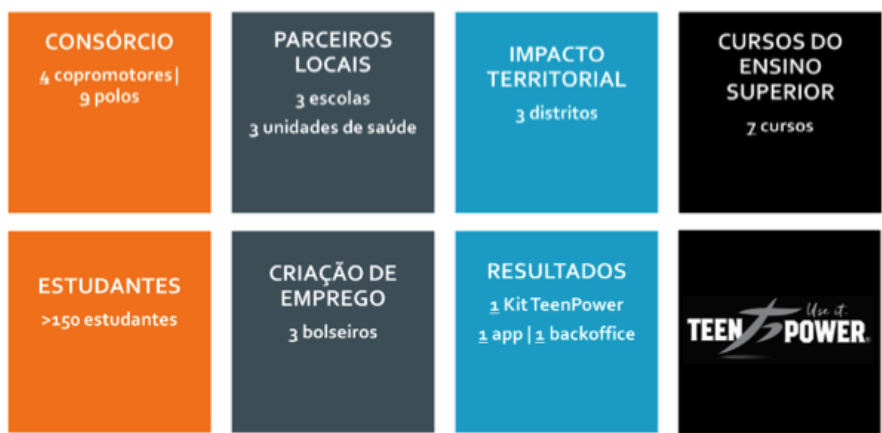 CONSÓRCIO
4 copromotores|
9 polos
PARCEIROS
LOCAIS
3 escolas
3 unidades de saúde
IMPACTO
TERRITORIAL
3 distritos
CURSOS DO
ENSINO
SUPERIOR
7 cursos
ESTUDANTES
>150 estudantes
CRIAÇÃO DE
EMPREGO
3 bolseiros
RESULTADOS
1 Kit TeenPower
1 app | 1 backoffice
Use it.
TEEN POWER®